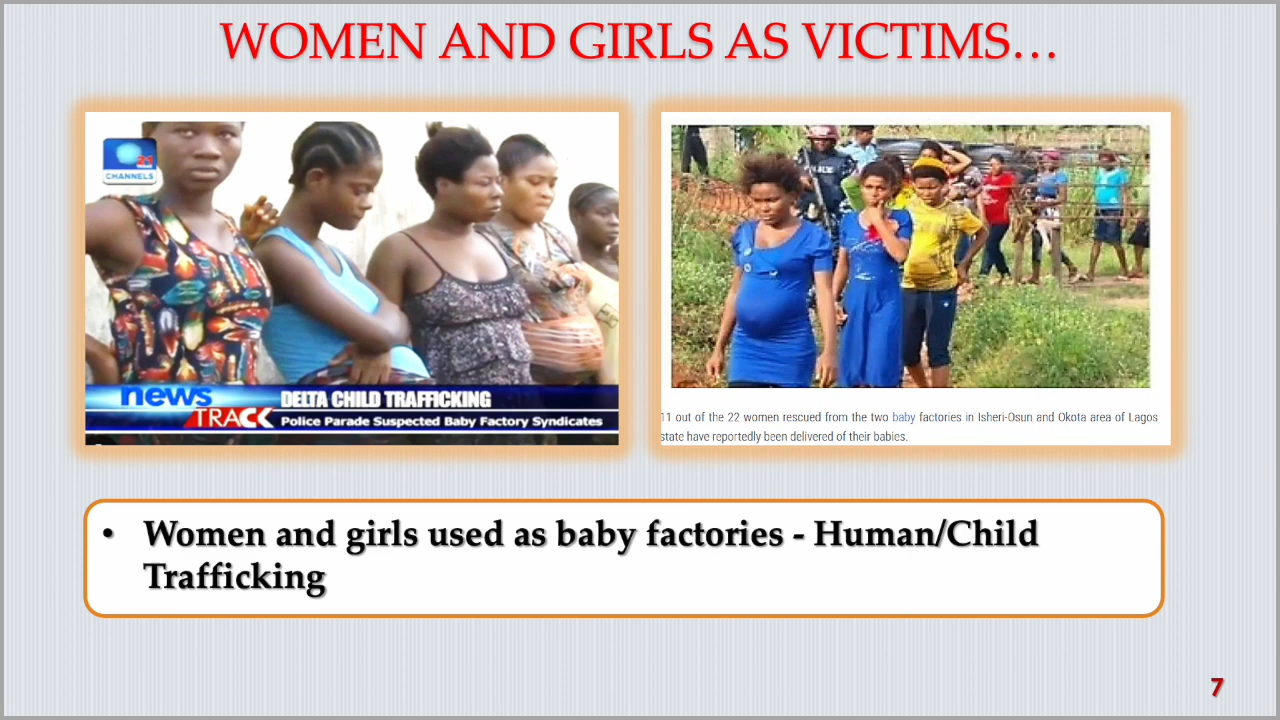 WOMEN AND GIRLS AS VICTIMS…
21
CHANNELS
news
TRACK
DELTA CHILD TRAFFICKING
Police Parade Suspected Baby Factory Syndicates
11 out of the 22 women rescued from the two baby factories in Isheri-Osun and Okota area of Lagos
state have reportedly been delivered of their babies.
• Women and girls used as baby factories - Human/Child
Trafficking
7